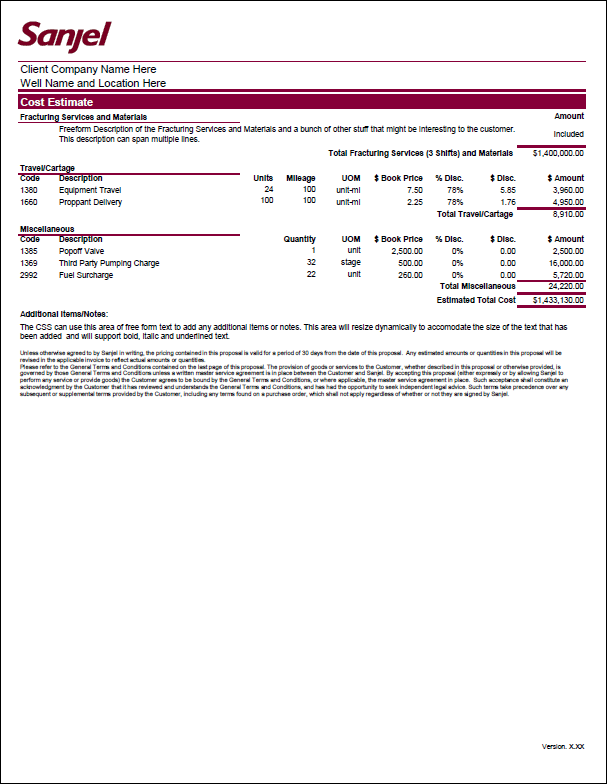 Sanjel
Client Company Name Here
Well Name and Location Here
Cost Estimate
Fracturing Services and Materials Amount
Freeform Description of the Fracturing Services and Materials and a bunch of other stuff that might be interesting to the customer. Included
This description can span multiple lines.
Total Fracturing Services (3 Shifts) and Materials $1,400,000.00
Travel/Cartage
Code Description Units Mileage UOM $ Book Price % Disc. $ Disc. $ Amount
1380 Equipment Travel 24 100 unit-mi 7.50 78% 5.85 3,960.00
1660 Proppant Delivery 100 100 unit-mi 2.25 78% 1.76 4,950.00
Total Travel/Cartage 8,910.00
Miscellaneous
Code Description Quantity UOM $ Book Price % Disc. $ Disc. $ Amount
1385 Popoff Valve 1 unit 2,500.00 0% 0.00 2,500.00
1369 Third Party Pumping Charge 32 stage 500.00 0% 0.00 16,000.00
2992 Fuel Surcharge 22 unit 260.00 0% 0.00 5,720.00
Total Miscellaneous 24,220.00
Estimated Total Cost $1,433,130.00
Additional Items/Notes:
The CSS can use this area of free form text to add any additional items or notes. This area will resize dynamically to accomodate the size of the text that has
been added and will support bold, italic and underlined text.
Unless otherwise agreed to by Sanjel in writing, the pricing contained in this proposal is valid for a period of 30 days from the date of this proposal. Any estimated amounts or quantities in this proposal will be
revised in the applicable invoice to reflect actual amounts or quantities.
Please refer to the General Terms and Conditions contained on the last page of this proposal. The provision of goods or services to the Customer, whether described in this proposal or otherwise provided, is
governed by those General Terms and Conditions unless a written master service agreement is in place between the Customer and Sanjel. By accepting this proposal (either expressly or by allowing Sanjel to
perform any service or provide goods) the Customer agrees to be bound by the General Terms and Conditions, or where applicable, the master service agreement in place. Such acceptance shall constitute an
acknowledgment by the Customer that it has reviewed and understands the General Terms and Conditions, and has had the opportunity to seek independent legal advice. Such terms take precedence over any
subsequent or supplemental terms provided by the Customer, including any terms found on a purchase order, which shall not apply regardless of whether or not they are signed by Sanjel.
Version. X.XX